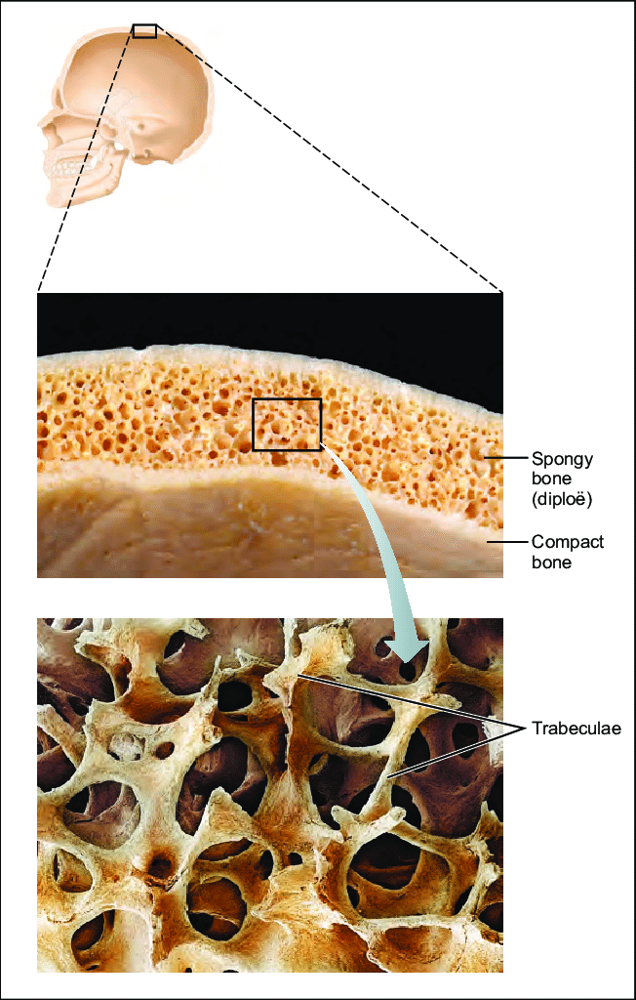 Spongy
bone
(diploë)
Compact
bone
Trabeculae